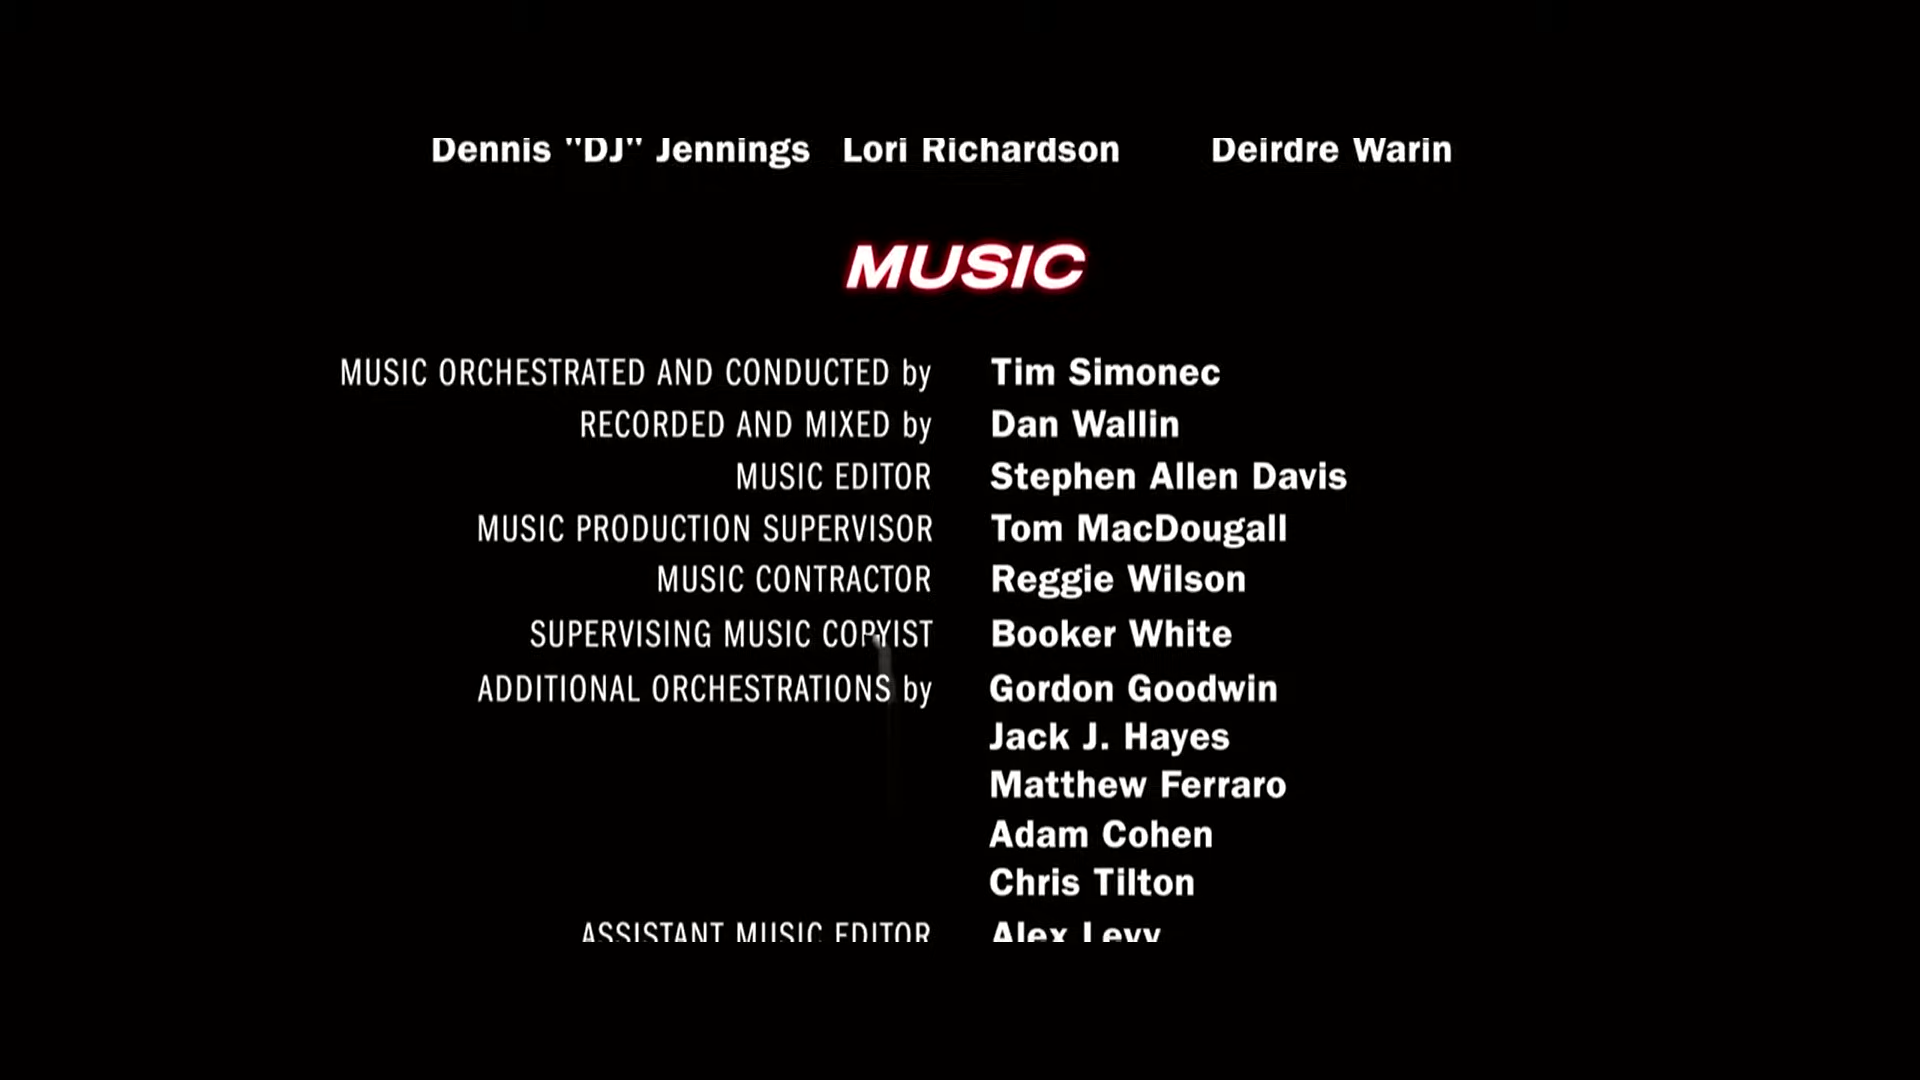 Dennis "DJ" Jennings Lori Richardson Deirdre Warin
MUSIC
MUSIC ORCHESTRATED AND CONDUCTED by Tim Simonec
RECORDED AND MIXED by Dan Wallin
MUSIC EDITOR Stephen Allen Davis
MUSIC PRODUCTION SUPERVISOR Tom MacDougall
MUSIC CONTRACTOR Reggie Wilson
SUPERVISING MUSIC COPYIST Booker White
ADDITIONAL ORCHESTRATIONS by Gordon Goodwin
Jack J. Hayes
Matthew Ferraro
Adam Cohen
Chris Tilton
ASSISTANT MUSIC EDITOR Alex Levy